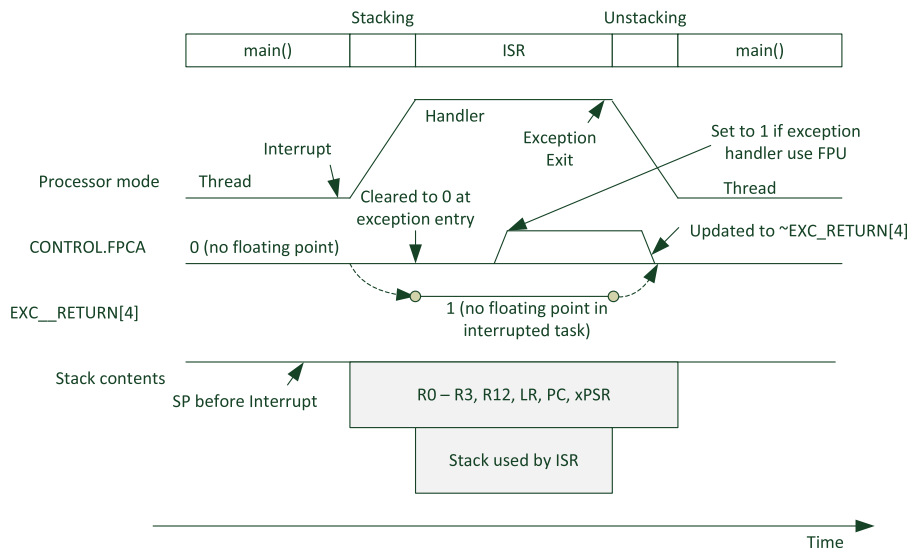 Stacking
Unstacking
main()
ISR
main()
Handler
Interrupt
Exception
Exit
Set to 1 if exception
handler use FPU
Processor mode
Thread
Cleared to 0 at
exception entry
Thread
CONTROL.FPCA
0 (no floating point)
Updated to ~EXC_RETURN[4]
EXC__RETURN[4]
1 (no floating point in
interrupted task)
Stack contents
SP before Interrupt
R0 – R3, R12, LR, PC, xPSR
Stack used by ISR
Time